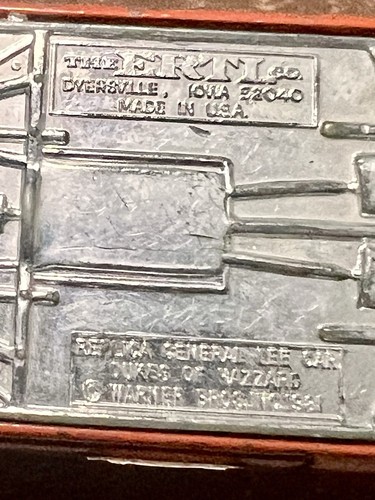 THE ERTL CO.
DYERSVILLE, IOWA 52040
MADE IN U.S.A.
REPLICA GENERAL LEE CAR
DUKES OF HAZZARD
© WARNER BROS. INC. 1981